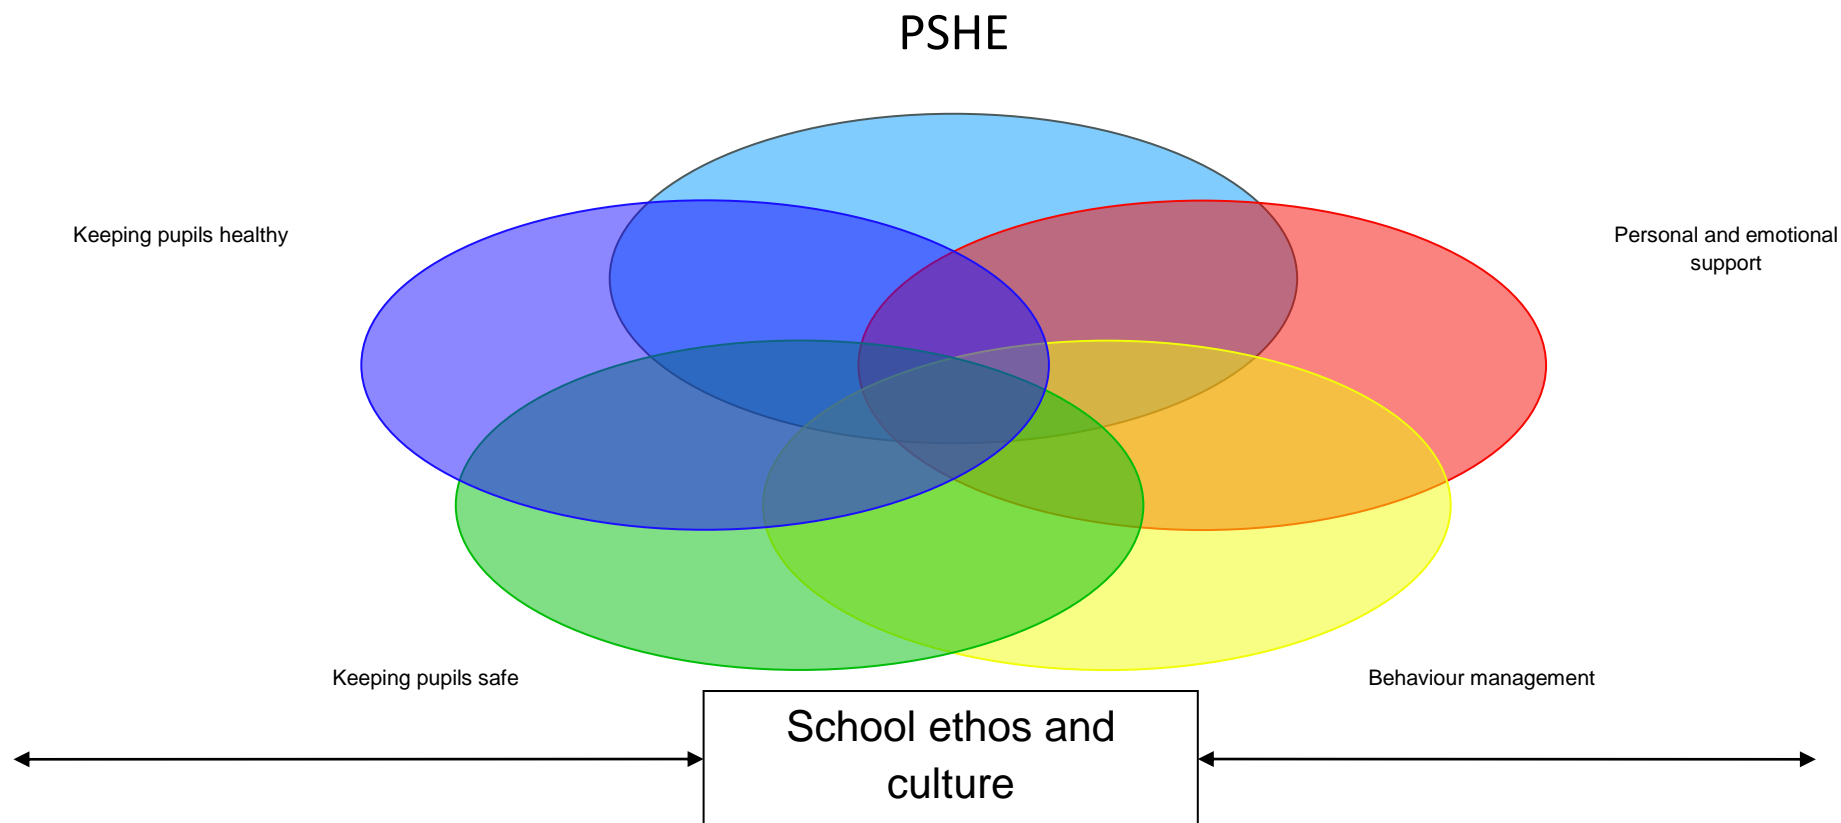 PSHE
Keeping pupils healthy
Personal and emotional
support
Keeping pupils safe
Behaviour management
School ethos and
culture